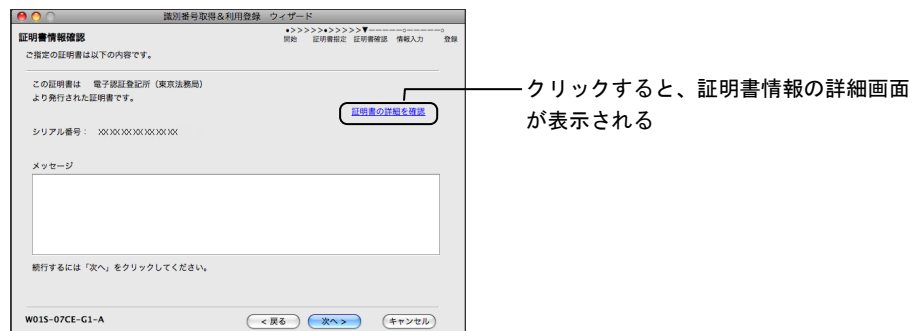 識別番号取得&利用登録 ウィザード
証明書情報確認
•>>>>>•>>>>>▼-----o-----o
開始 証明書指定 証明書確認 情報入力 登録
ご指定の証明書は以下の内容です。
この証明書は 電子認証登記所(東京法務局)
より発行された証明書です。
証明書の詳細を確認
クリックすると、証明書情報の詳細画面
が表示される
シリアル番号: XXXXXXXXXXXXXXXX
メッセージ
続行するには「次へ」をクリックしてください。
W01S-07CE-G1-A
< 戻る
次へ >
キャンセル